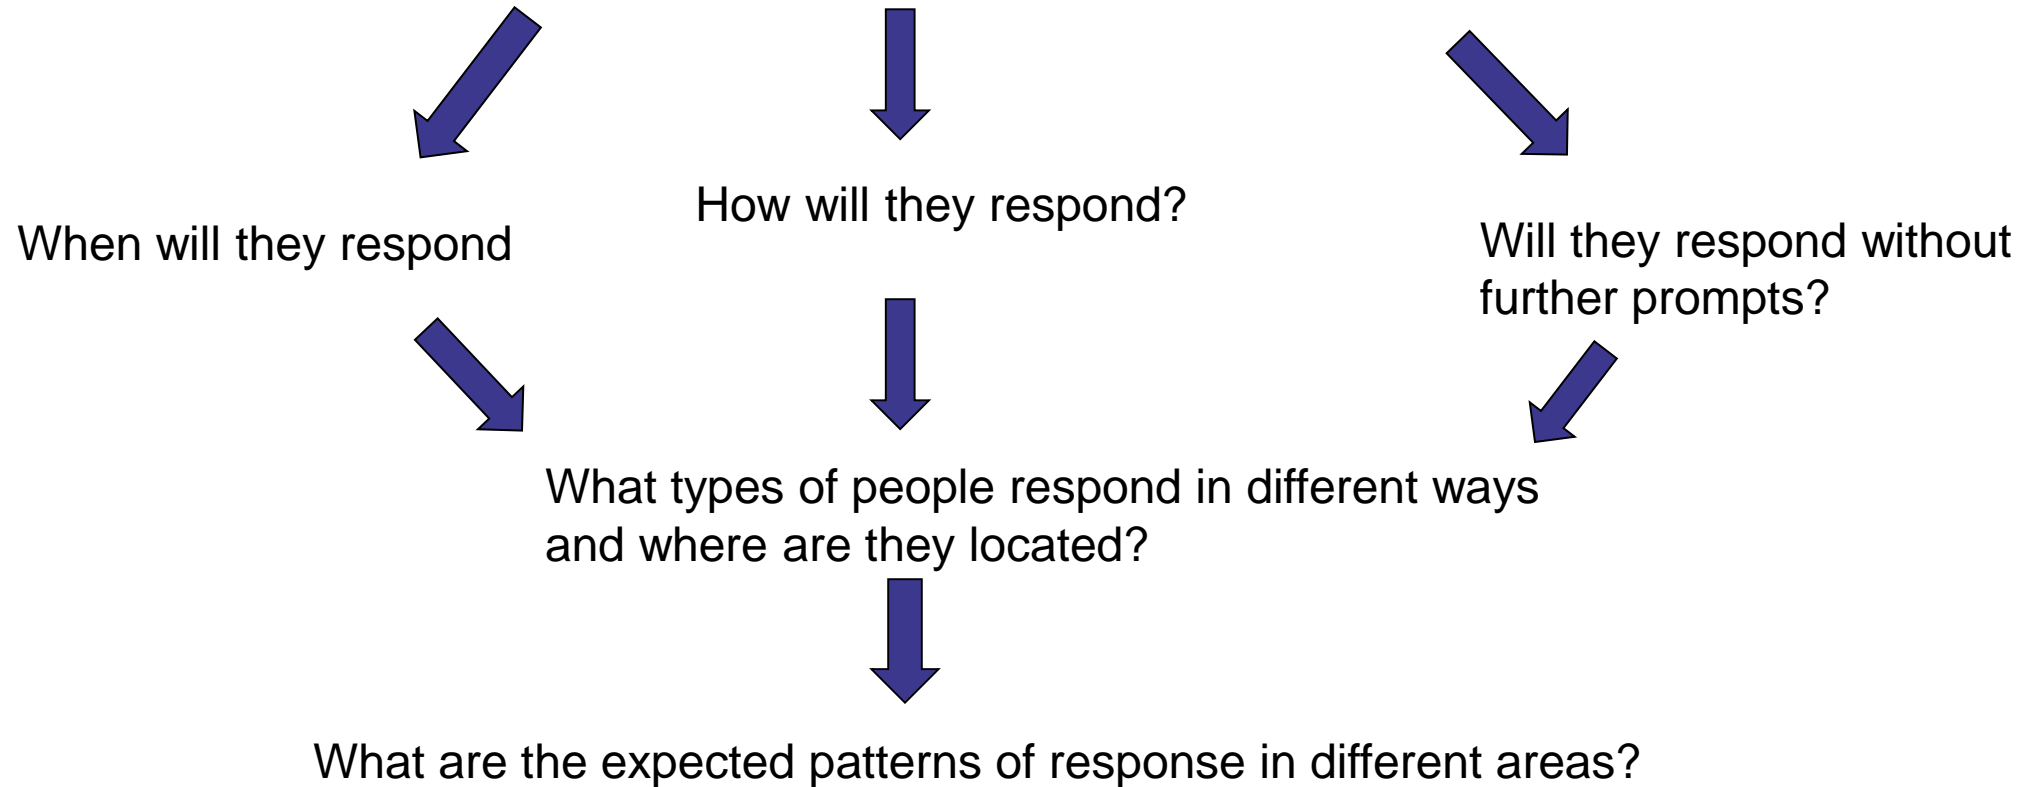 How will they respond?
When will they respond
Will they respond without
further prompts?
What types of people respond in different ways
and where are they located?
What are the expected patterns of response in different areas?